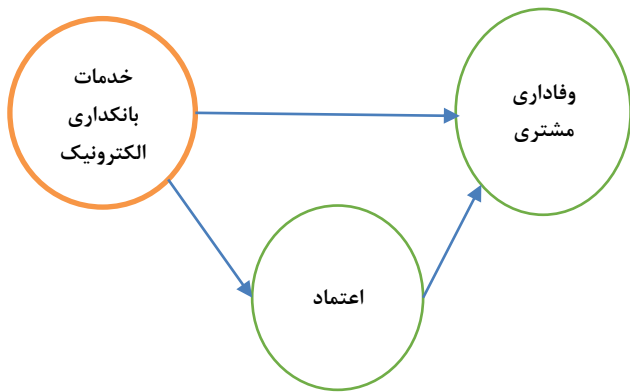 خدمات
بانکداری
الکترونیک
وفاداری
مشتری
اعتماد